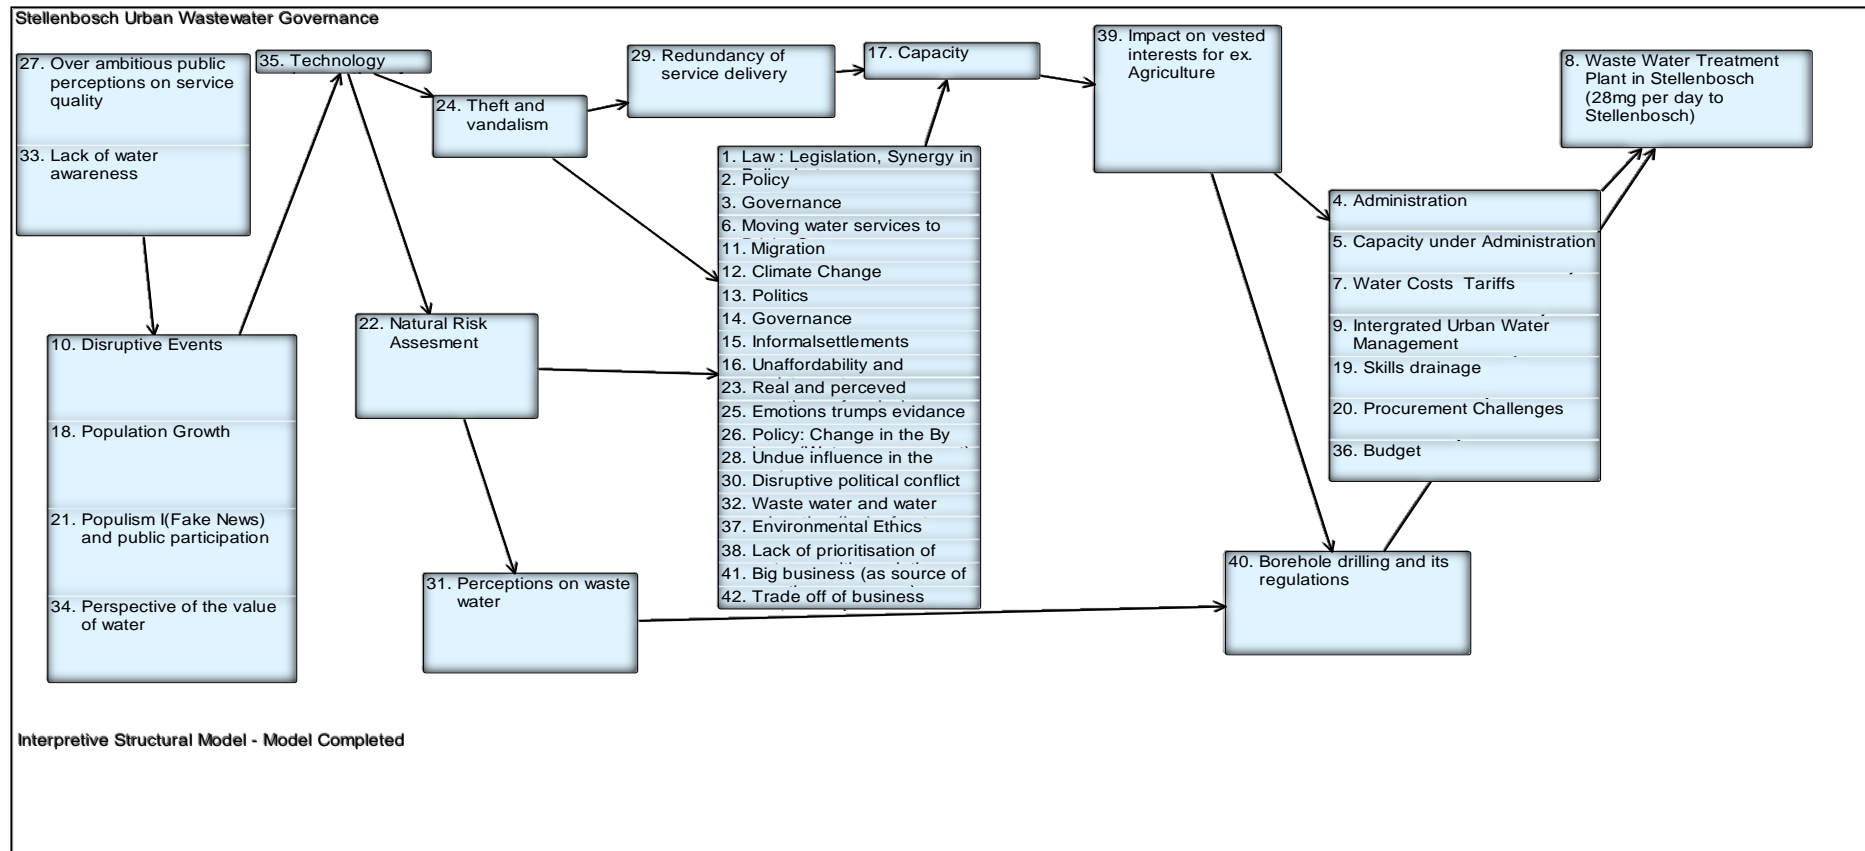 Stellenbosch Urban Wastewater Governance
27. Over ambitious public
perceptions on service
quality
33. Lack of water
awareness
35. Technology
24. Theft and
vandalism
29. Redundancy of
service delivery
17. Capacity
39. Impact on vested
interests for ex.
Agriculture
8. Waste Water Treatment
Plant in Stellenbosch
(28mg per day to
Stellenbosch)
10. Disruptive Events
18. Population Growth
21. Populism I(Fake News)
and public participation
34. Perspective of the value
of water
22. Natural Risk
Assesment
31. Perceptions on waste
water
1. Law : Legislation, Synergy in
2. Policy
3. Governance
6. Moving water services to
11. Migration
12. Climate Change
13. Politics
14. Governance
15. Informalsettlements
16. Unaffordability and
23. Real and perceved
25. Emotions trumps evidance
26. Policy: Change in the By
28. Undue influence in the
30. Disruptive political conflict
32. Waste water and water
37. Environmental Ethics
38. Lack of prioritisation of
41. Big business (as source of
42. Trade off of business
4. Administration
5. Capacity under Administration
7. Water Costs Tariffs
9. Intergrated Urban Water
Management
19. Skills drainage
20. Procurement Challenges
36. Budget
40. Borehole drilling and its
regulations
Interpretive Structural Model - Model Completed